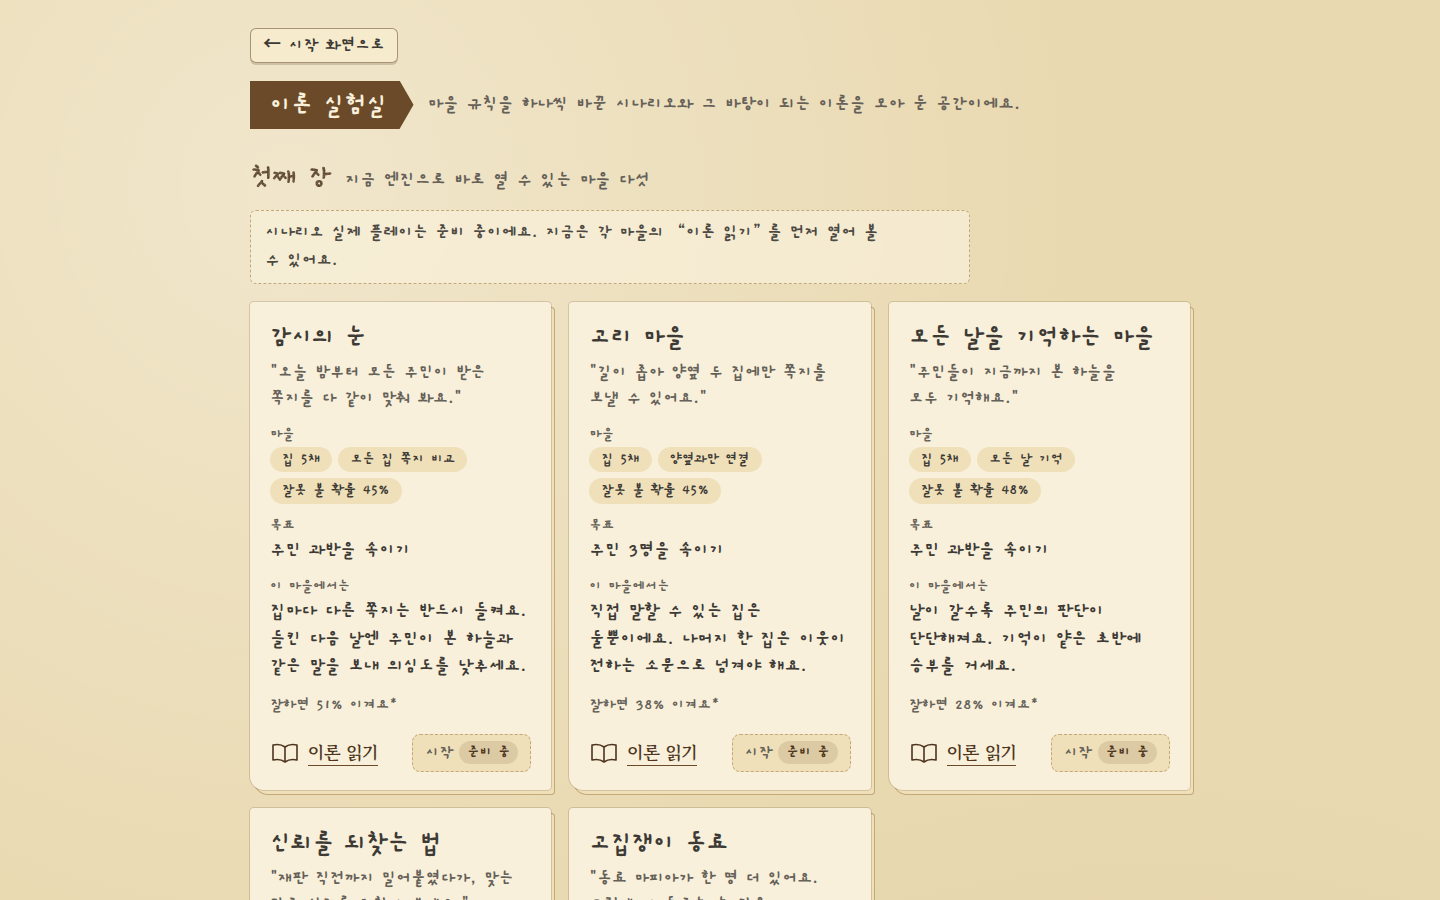 ← 시작 화면으로
이론 실험실
마을 규칙을 하나씩 바꾼 시나리오와 그 바탕이 되는 이론을 모아 둔 공간이에요.
첫째 장 지금 엔진으로 바로 열 수 있는 마을 다섯
시나리오 실제 플레이는 준비 중이에요. 지금은 각 마을의 “이론 읽기”를 먼저 열어 볼
수 있어요.
감시의 눈
"오늘 밤부터 모든 주민이 받은
쪽지를 다 같이 맞춰 봐요."
마을
집 5채 모든 집 쪽지 비교
잘못 볼 확률 45%
목표
주민 과반을 속이기
이 마을에서는
집마다 다른 쪽지는 반드시 들켜요.
들킨 다음 날엔 주민이 본 하늘과
같은 말을 보내 의심도를 낮추세요.
잘하면 51% 이겨요*
이론 읽기 시작 준비 중
고리 마을
"길이 좁아 양옆 두 집에만 쪽지를
보낼 수 있어요."
마을
집 5채 양옆과만 연결
잘못 볼 확률 45%
목표
주민 3명을 속이기
이 마을에서는
직접 말할 수 있는 집은
둘뿐이에요. 나머지 한 집은 이웃이
전하는 소문으로 넘겨야 해요.
잘하면 38% 이겨요*
이론 읽기 시작 준비 중
모든 날을 기억하는 마을
"주민들이 지금까지 본 하늘을
모두 기억해요."
마을
집 5채 모든 날 기억
잘못 볼 확률 48%
목표
주민 과반을 속이기
이 마을에서는
날이 갈수록 주민의 판단이
단단해져요. 기억이 얕은 초반에
승부를 거세요.
잘하면 28% 이겨요*
이론 읽기 시작 준비 중
신뢰를 되찾는 법
"재판 직전까지 밀어붙였다가, 맞는
고집쟁이 동료
"동료 마피아가 한 명 더 있어요.